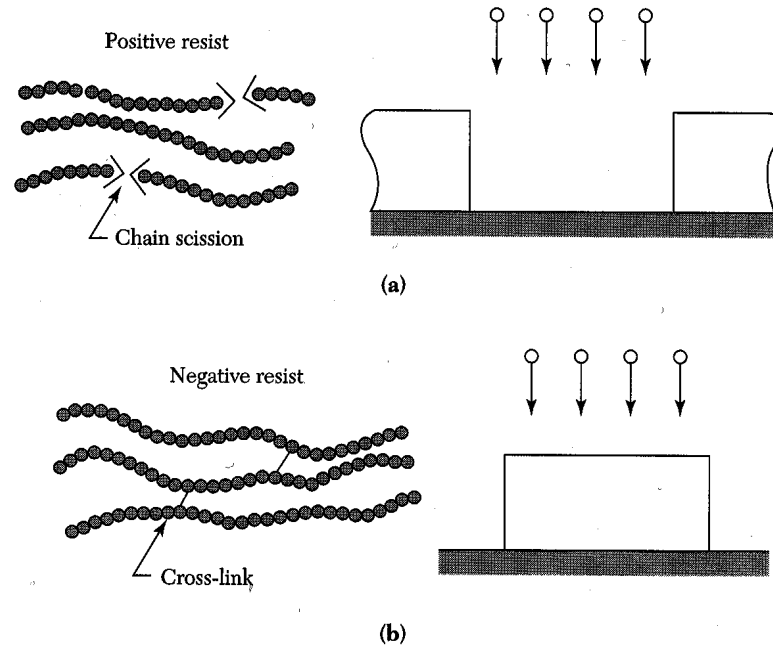 Positive resist
Chain scission
(a)
Negative resist
Cross-link
(b)